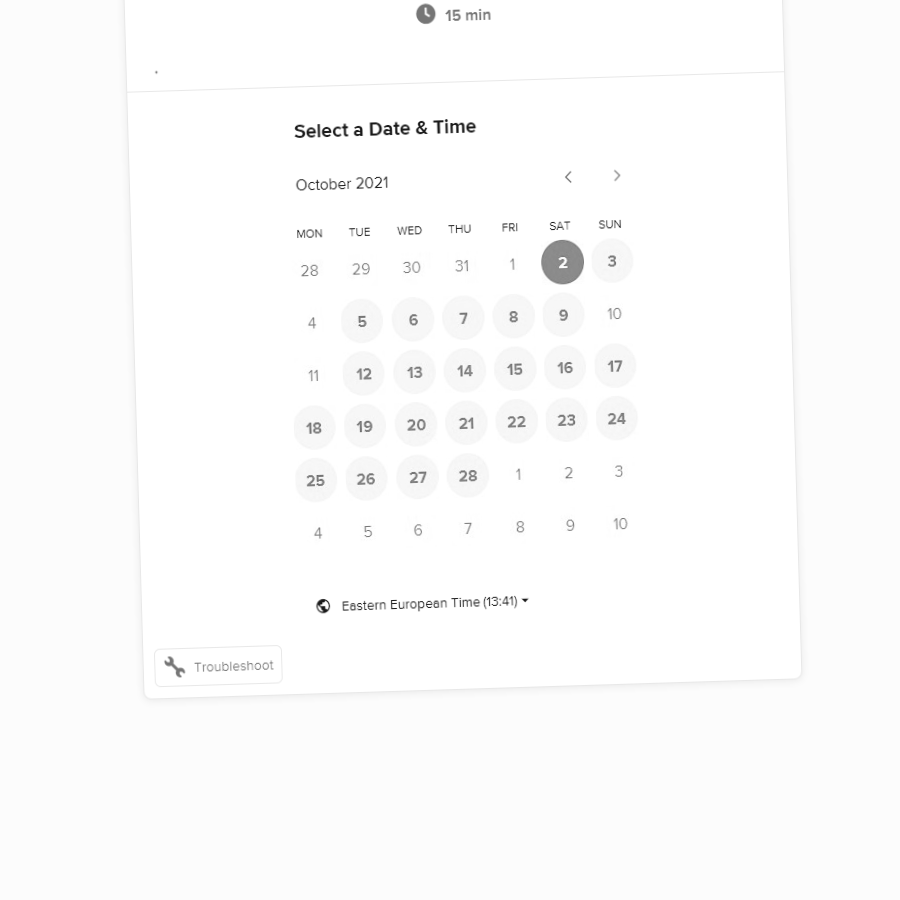 15 min
.
Select a Date & Time
October 2021
MON TUE WED THU FRI SAT SUN
28 29 30 31 1 2 3
4 5 6 7 8 9 10
11 12 13 14 15 16 17
18 19 20 21 22 23 24
25 26 27 28 1 2 3
4 5 6 7 8 9 10
Eastern European Time (13:41)
Troubleshoot